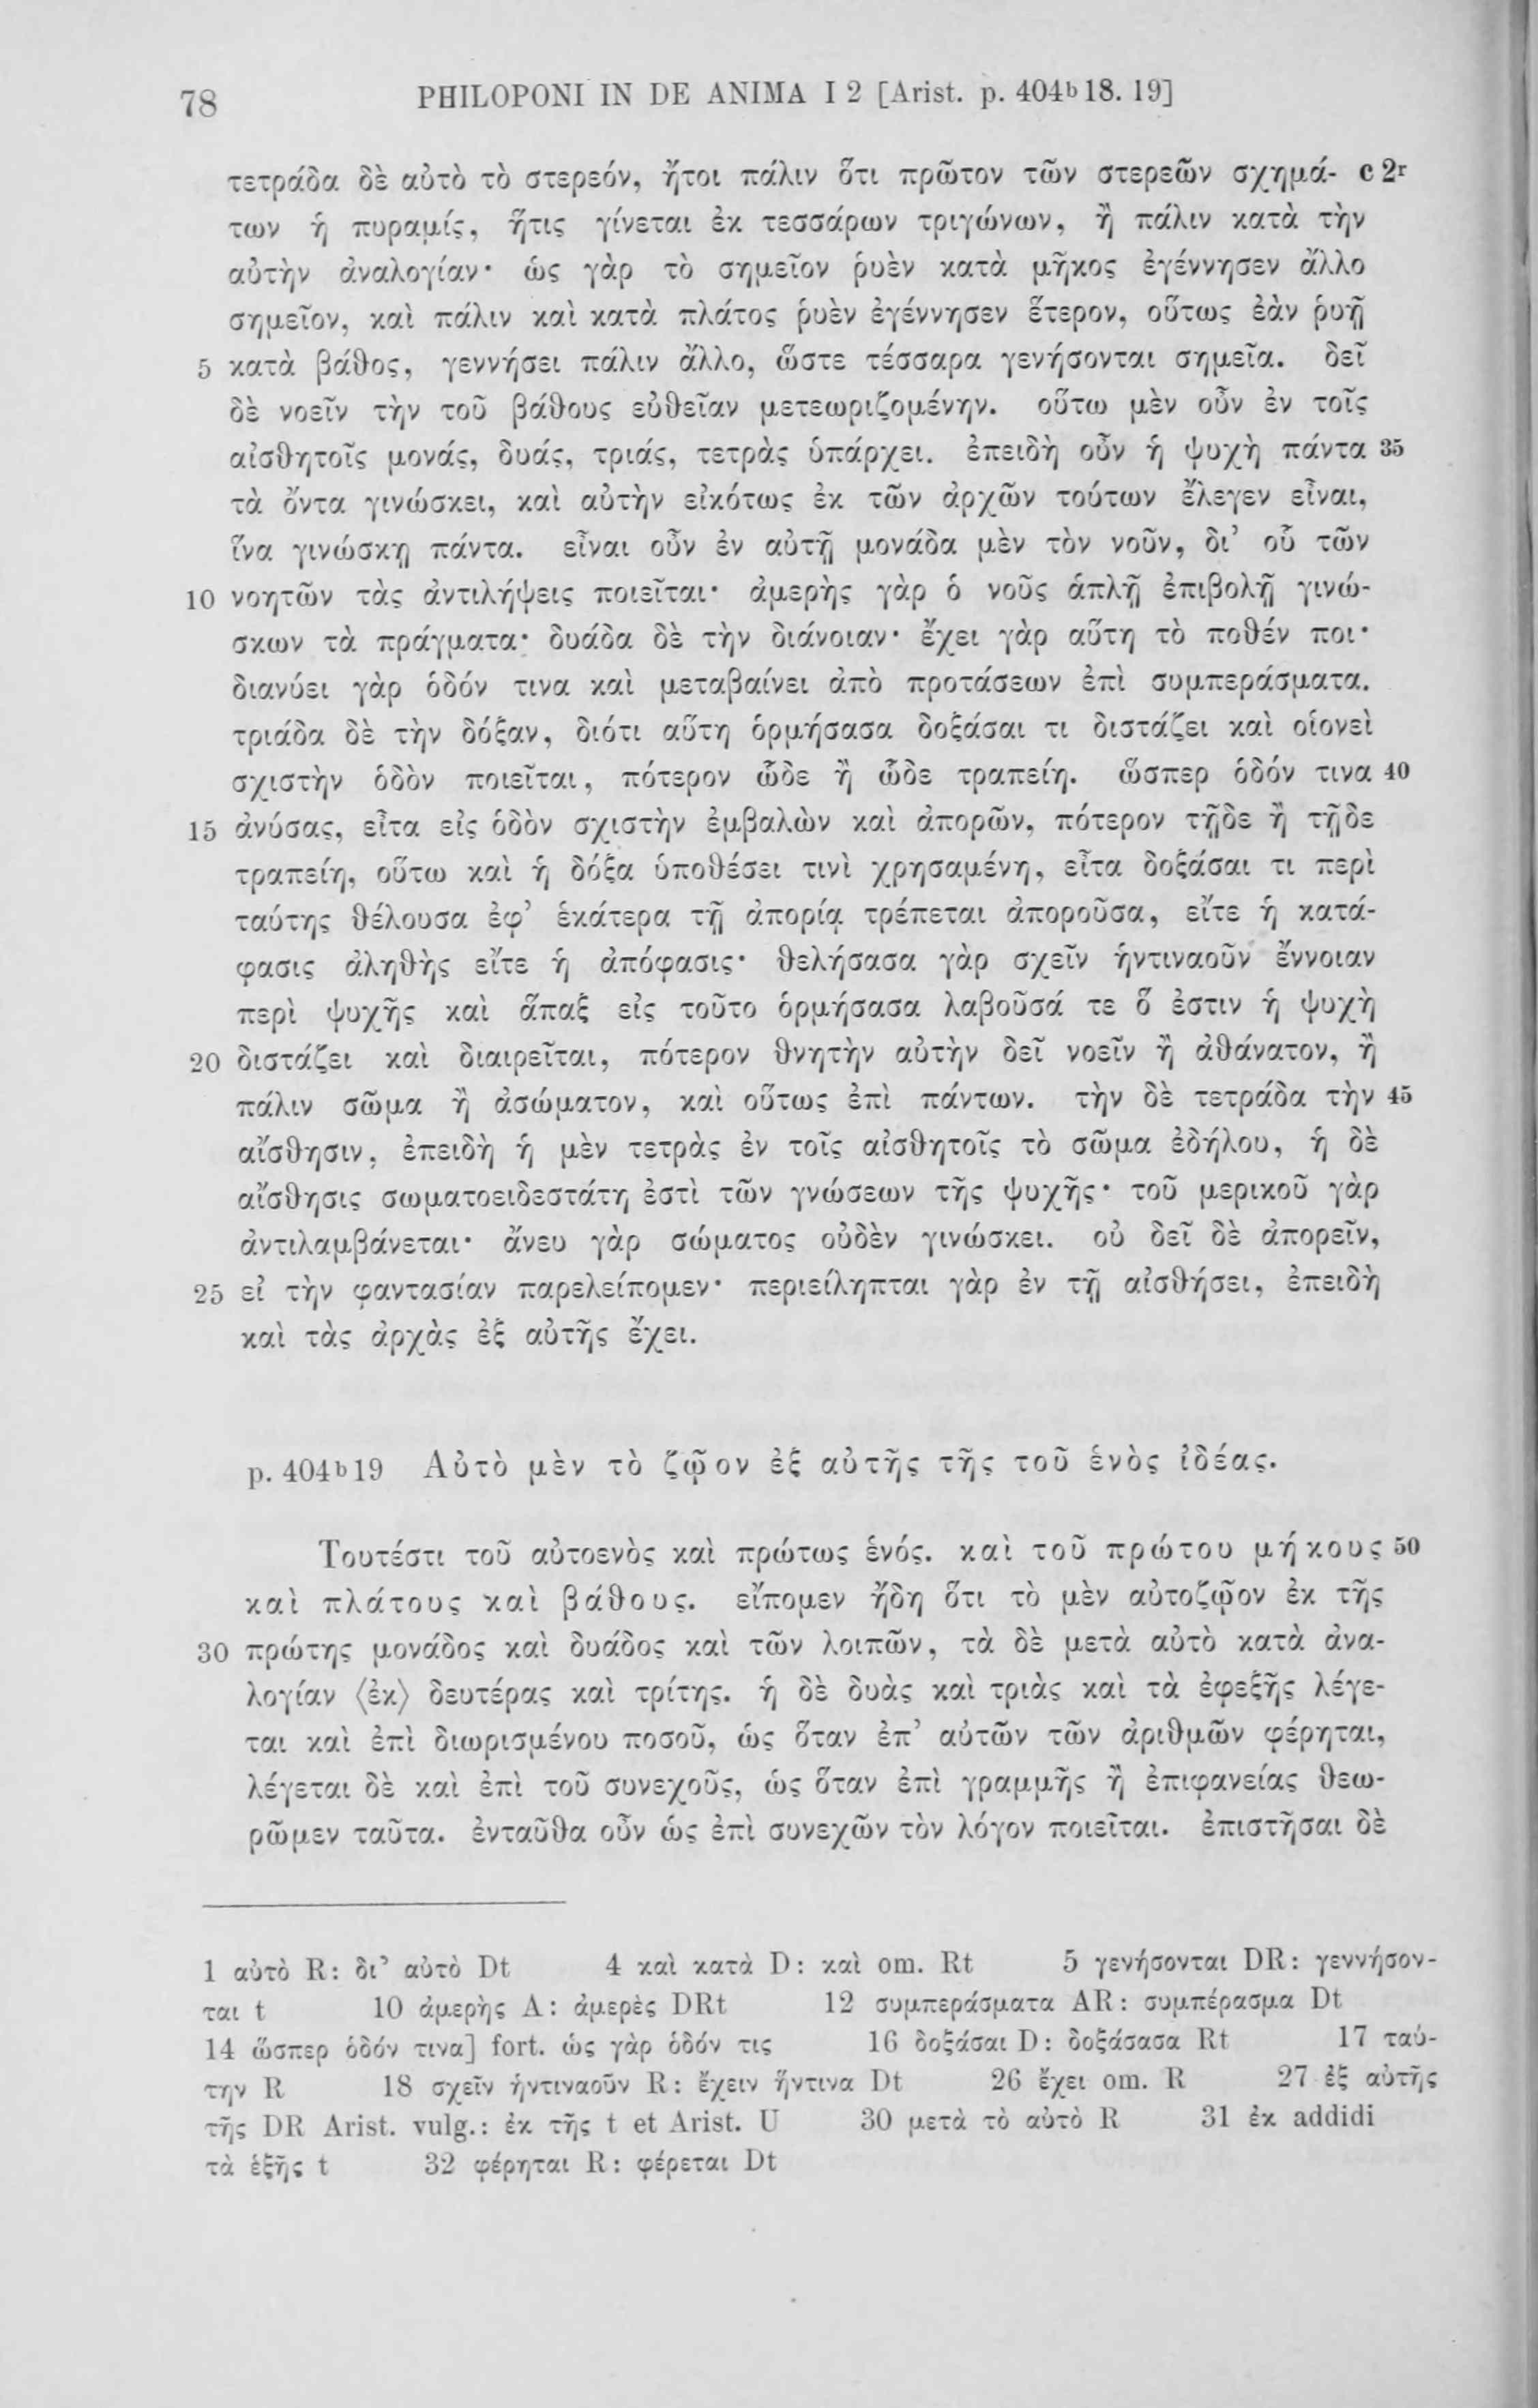 78 PHILOPONI IN DE ANIMA I 2 [Arist. p. 404ᵇ18. 19]
τετράδα δὲ αὐτὸ τὸ στερεόν, ἤτοι πάλιν ὅτι πρῶτον τῶν στερεῶν σχημά- c 2ʳ
των ἡ πυραμίς, ἥτις γίνεται ἐκ τεσσάρων τριγώνων, ἢ πάλιν κατὰ τὴν
αὐτὴν ἀναλογίαν· ὡς γὰρ τὸ σημεῖον ῥυὲν κατὰ μῆκος ἐγέννησεν ἄλλο
σημεῖον, καὶ πάλιν καὶ κατὰ πλάτος ῥυὲν ἐγέννησεν ἕτερον, οὕτως ἐὰν ῥυῇ
5 κατὰ βάθος, γεννήσει πάλιν ἄλλο, ὥστε τέσσαρα γενήσονται σημεῖα. δεῖ
δὲ νοεῖν τὴν τοῦ βάθους εὐθεῖαν μετεωριζομένην. οὕτω μὲν οὖν ἐν τοῖς
αἰσθητοῖς μονάς, δυάς, τριάς, τετρὰς ὑπάρχει. ἐπειδὴ οὖν ἡ ψυχὴ πάντα 35
τὰ ὄντα γινώσκει, καὶ αὐτὴν εἰκότως ἐκ τῶν ἀρχῶν τούτων ἔλεγεν εἶναι,
ἵνα γινώσκῃ πάντα. εἶναι οὖν ἐν αὐτῇ μονάδα μὲν τὸν νοῦν, δι’ οὗ τῶν
10 νοητῶν τὰς ἀντιλήψεις ποιεῖται· ἀμερὴς γὰρ ὁ νοῦς ἁπλῇ ἐπιβολῇ γινώ-
σκων τὰ πράγματα· δυάδα δὲ τὴν διάνοιαν· ἔχει γὰρ αὕτη τὸ ποθέν ποι·
διανύει γὰρ ὁδόν τινα καὶ μεταβαίνει ἀπὸ προτάσεων ἐπὶ συμπεράσματα.
τριάδα δὲ τὴν δόξαν, διότι αὕτη ὁρμήσασα δοξάσαι τι διστάζει καὶ οἱονεὶ
σχιστὴν ὁδὸν ποιεῖται, πότερον ὧδε ἢ ὧδε τραπείη. ὥσπερ ὁδόν τινα 40
15 ἀνύσας, εἶτα εἰς ὁδὸν σχιστὴν ἐμβαλὼν καὶ ἀπορῶν, πότερον τῇδε ἢ τῇδε
τραπείη, οὕτω καὶ ἡ δόξα ὑποθέσει τινὶ χρησαμένη, εἶτα δοξάσαι τι περὶ
ταύτης θέλουσα ἐφ’ ἑκάτερα τῇ ἀπορίᾳ τρέπεται ἀποροῦσα, εἴτε ἡ κατά-
φασις ἀληθὴς εἴτε ἡ ἀπόφασις· θελήσασα γὰρ σχεῖν ἡντιναοῦν ἔννοιαν
περὶ ψυχῆς καὶ ἅπαξ εἰς τοῦτο ὁρμήσασα λαβοῦσά τε ὅ ἐστιν ἡ ψυχὴ
20 διστάζει καὶ διαιρεῖται, πότερον θνητὴν αὐτὴν δεῖ νοεῖν ἢ ἀθάνατον, ἢ
πάλιν σῶμα ἢ ἀσώματον, καὶ οὕτως ἐπὶ πάντων. τὴν δὲ τετράδα τὴν 45
αἴσθησιν, ἐπειδὴ ἡ μὲν τετρὰς ἐν τοῖς αἰσθητοῖς τὸ σῶμα ἐδήλου, ἡ δὲ
αἴσθησις σωματοειδεστάτη ἐστὶ τῶν γνώσεων τῆς ψυχῆς· τοῦ μερικοῦ γὰρ
ἀντιλαμβάνεται· ἄνευ γὰρ σώματος οὐδὲν γινώσκει. οὐ δεῖ δὲ ἀπορεῖν,
25 εἰ τὴν φαντασίαν παρελείπομεν· περιείληπται γὰρ ἐν τῇ αἰσθήσει, ἐπειδὴ
καὶ τὰς ἀρχὰς ἐξ αὐτῆς ἔχει.
p. 404ᵇ19 Αὐτὸ μὲν τὸ ζῷον ἐξ αὐτῆς τῆς τοῦ ἑνὸς ἰδέας.
Τουτέστι τοῦ αὐτοενὸς καὶ πρώτως ἑνός. καὶ τοῦ πρώτου μήκους 50
καὶ πλάτους καὶ βάθους. εἴπομεν ἤδη ὅτι τὸ μὲν αὐτοζῷον ἐκ τῆς
30 πρώτης μονάδος καὶ δυάδος καὶ τῶν λοιπῶν, τὰ δὲ μετὰ αὐτὸ κατὰ ἀνα-
λογίαν ⟨ἐκ⟩ δευτέρας καὶ τρίτης. ἡ δὲ δυὰς καὶ τριὰς καὶ τὰ ἐφεξῆς λέγε-
ται καὶ ἐπὶ διωρισμένου ποσοῦ, ὡς ὅταν ἐπ’ αὐτῶν τῶν ἀριθμῶν φέρηται,
λέγεται δὲ καὶ ἐπὶ τοῦ συνεχοῦς, ὡς ὅταν ἐπὶ γραμμῆς ἢ ἐπιφανείας θεω-
ρῶμεν ταῦτα. ἐνταῦθα οὖν ὡς ἐπὶ συνεχῶν τὸν λόγον ποιεῖται. ἐπιστῆσαι δὲ
1 αὐτὸ R: δι’ αὐτὸ Dt 4 καὶ κατὰ D: καὶ om. Rt 5 γενήσονται DR: γεννήσον-
ται t 10 ἀμερὴς A: ἀμερὲς DRt 12 συμπεράσματα AR: συμπέρασμα Dt
14 ὥσπερ ὁδόν τινα] fort. ὡς γὰρ ὁδόν τις 16 δοξάσαι D: δοξάσασα Rt 17 ταύ-
την R 18 σχεῖν ἡντιναοῦν R: ἔχειν ἥντινα Dt 26 ἔχει om. R 27 ἐξ αὐτῆς
τῆς DR Arist. vulg.: ἐκ τῆς t et Arist. U 30 μετὰ τὸ αὐτὸ R 31 ἐκ addidi
τὰ ἑξῆς t 32 φέρηται R: φέρεται Dt